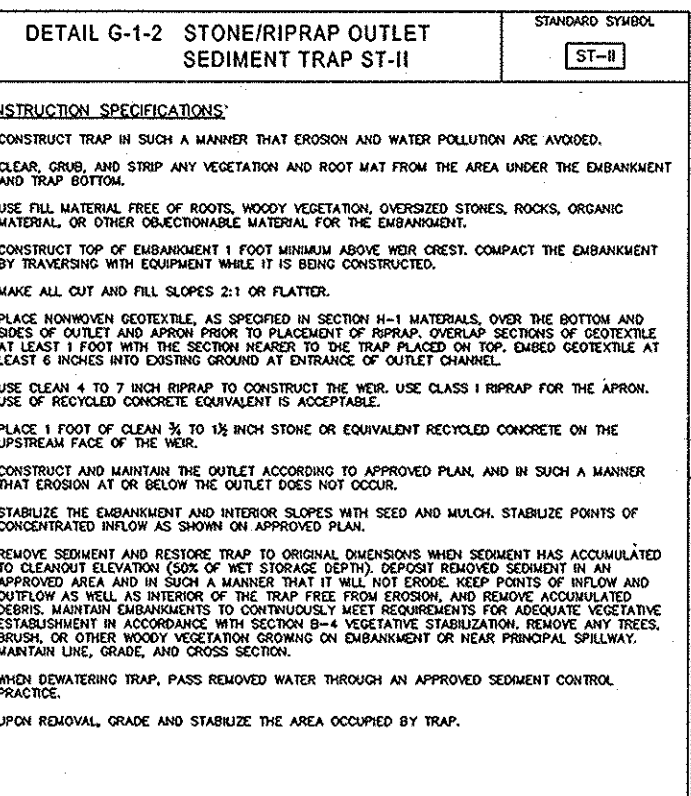 DETAIL G-1-2 STONE/RIPRAP OUTLET
SEDIMENT TRAP ST-II
STANDARD SYMBOL
ST-II
NSTRUCTION SPECIFICATIONS
CONSTRUCT TRAP IN SUCH A MANNER THAT EROSION AND WATER POLLUTION ARE AVOIDED.
CLEAR, GRUB, AND STRIP ANY VEGETATION AND ROOT MAT FROM THE AREA UNDER THE EMBANKMENT
AND TRAP BOTTOM.
USE FILL MATERIAL FREE OF ROOTS, WOODY VEGETATION, OVERSIZED STONES, ROCKS, ORGANIC
MATERIAL, OR OTHER OBJECTIONABLE MATERIAL FOR THE EMBANKMENT.
CONSTRUCT TOP OF EMBANKMENT 1 FOOT MINIMUM ABOVE WEIR CREST. COMPACT THE EMBANKMENT
BY TRAVERSING WITH EQUIPMENT WHILE IT IS BEING CONSTRUCTED.
MAKE ALL CUT AND FILL SLOPES 2:1 OR FLATTER.
PLACE NONWOVEN GEOTEXTILE, AS SPECIFIED IN SECTION H-1 MATERIALS, OVER THE BOTTOM AND
SIDES OF OUTLET AND APRON PRIOR TO PLACEMENT OF RIPRAP. OVERLAP SECTIONS OF GEOTEXTILE
AT LEAST 1 FOOT WITH THE SECTION NEARER TO THE TRAP PLACED ON TOP. EMBED GEOTEXTILE AT
LEAST 6 INCHES INTO EXISTING GROUND AT ENTRANCE OF OUTLET CHANNEL.
USE CLEAN 4 TO 7 INCH RIPRAP TO CONSTRUCT THE WEIR. USE CLASS I RIPRAP FOR THE APRON.
USE OF RECYCLED CONCRETE EQUIVALENT IS ACCEPTABLE.
PLACE 1 FOOT OF CLEAN ¾ TO 1½ INCH STONE OR EQUIVALENT RECYCLED CONCRETE ON THE
UPSTREAM FACE OF THE WEIR.
CONSTRUCT AND MAINTAIN THE OUTLET ACCORDING TO APPROVED PLAN, AND IN SUCH A MANNER
THAT EROSION AT OR BELOW THE OUTLET DOES NOT OCCUR.
STABILIZE THE EMBANKMENT AND INTERIOR SLOPES WITH SEED AND MULCH. STABILIZE POINTS OF
CONCENTRATED INFLOW AS SHOWN ON APPROVED PLAN.
REMOVE SEDIMENT AND RESTORE TRAP TO ORIGINAL DIMENSIONS WHEN SEDIMENT HAS ACCUMULATED
TO CLEANOUT ELEVATION (50% OF WET STORAGE DEPTH). DEPOSIT REMOVED SEDIMENT IN AN
APPROVED AREA AND IN SUCH A MANNER THAT IT WILL NOT ERODE. KEEP POINTS OF INFLOW AND
OUTFLOW AS WELL AS INTERIOR OF THE TRAP FREE FROM EROSION, AND REMOVE ACCUMULATED
DEBRIS. MAINTAIN EMBANKMENTS TO CONTINUOUSLY MEET REQUIREMENTS FOR ADEQUATE VEGETATIVE
ESTABLISHMENT IN ACCORDANCE WITH SECTION B-4 VEGETATIVE STABILIZATION. REMOVE ANY TREES,
BRUSH, OR OTHER WOODY VEGETATION GROWING ON EMBANKMENT OR NEAR PRINCIPAL SPILLWAY.
MAINTAIN LINE, GRADE, AND CROSS SECTION.
WHEN DEWATERING TRAP, PASS REMOVED WATER THROUGH AN APPROVED SEDIMENT CONTROL
PRACTICE.
UPON REMOVAL, GRADE AND STABILIZE THE AREA OCCUPIED BY TRAP.